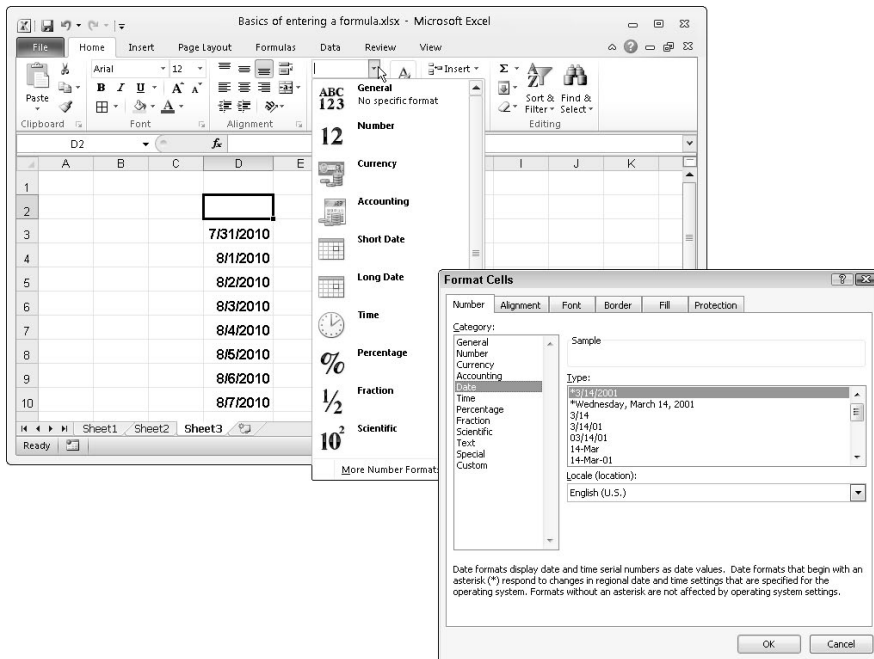 Basics of entering a formula.xlsx - Microsoft Excel
File Home Insert Page Layout Formulas Data Review View
Arial 12
Insert
B I U A A
Paste
Sort & Filter
Find & Select
Clipboard Font Alignment Editing
D2 fx
A B C D E I J K
1
2
3 7/31/2010
4 8/1/2010
5 8/2/2010
6 8/3/2010
7 8/4/2010
8 8/5/2010
9 8/6/2010
10 8/7/2010
Sheet1 Sheet2 Sheet3
Ready
ABC 123
General
No specific format
12 Number
Currency
Accounting
Short Date
Long Date
Time
% Percentage
1/2 Fraction
10² Scientific
More Number Format
Format Cells
Number Alignment Font Border Fill Protection
Category:
General
Number
Currency
Accounting
Date
Time
Percentage
Fraction
Scientific
Text
Special
Custom
Sample
Type:
*3/14/2001
*Wednesday, March 14, 2001
3/14
3/14/01
03/14/01
14-Mar
14-Mar-01
Locale (location):
English (U.S.)
Date formats display date and time serial numbers as date values. Date formats that begin with an
asterisk (*) respond to changes in regional date and time settings that are specified for the
operating system. Formats without an asterisk are not affected by operating system settings.
OK Cancel